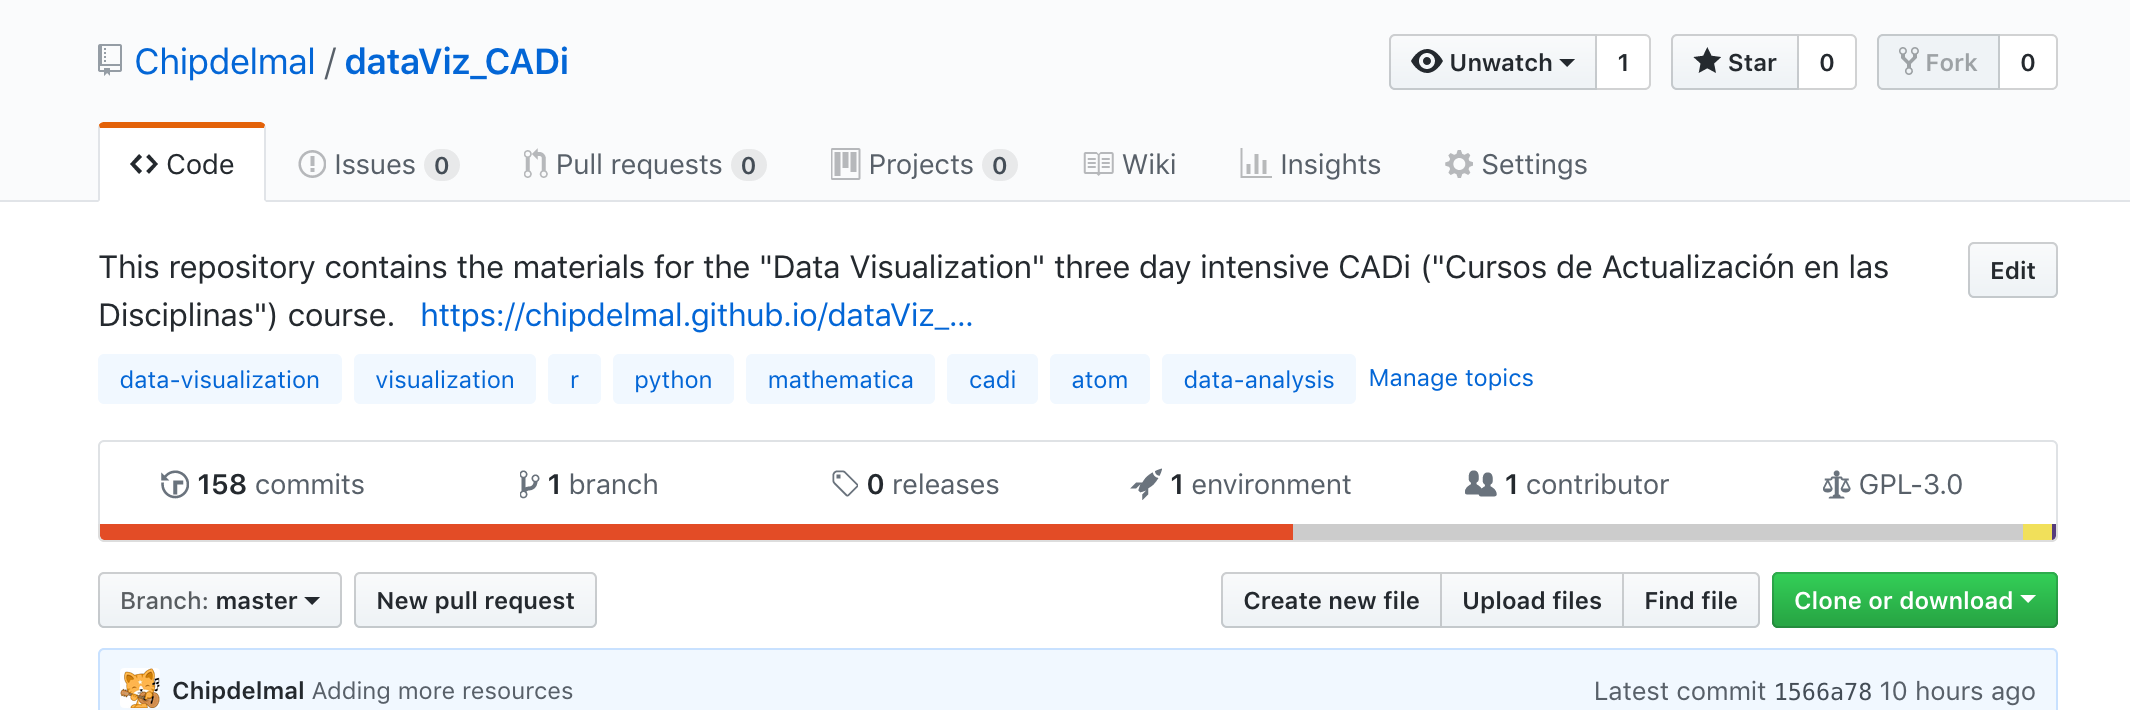 Chipdelmal / dataViz_CADi
Unwatch 1 Star 0 Fork 0
Code Issues 0 Pull requests 0 Projects 0 Wiki Insights Settings
This repository contains the materials for the "Data Visualization" three day intensive CADi ("Cursos de Actualización en las
Disciplinas") course. https://chipdelmal.github.io/dataViz_...
Edit
data-visualization visualization r python mathematica cadi atom data-analysis Manage topics
158 commits 1 branch 0 releases 1 environment 1 contributor GPL-3.0
Branch: master New pull request Create new file Upload files Find file Clone or download
Chipdelmal Adding more resources Latest commit 1566a78 10 hours ago